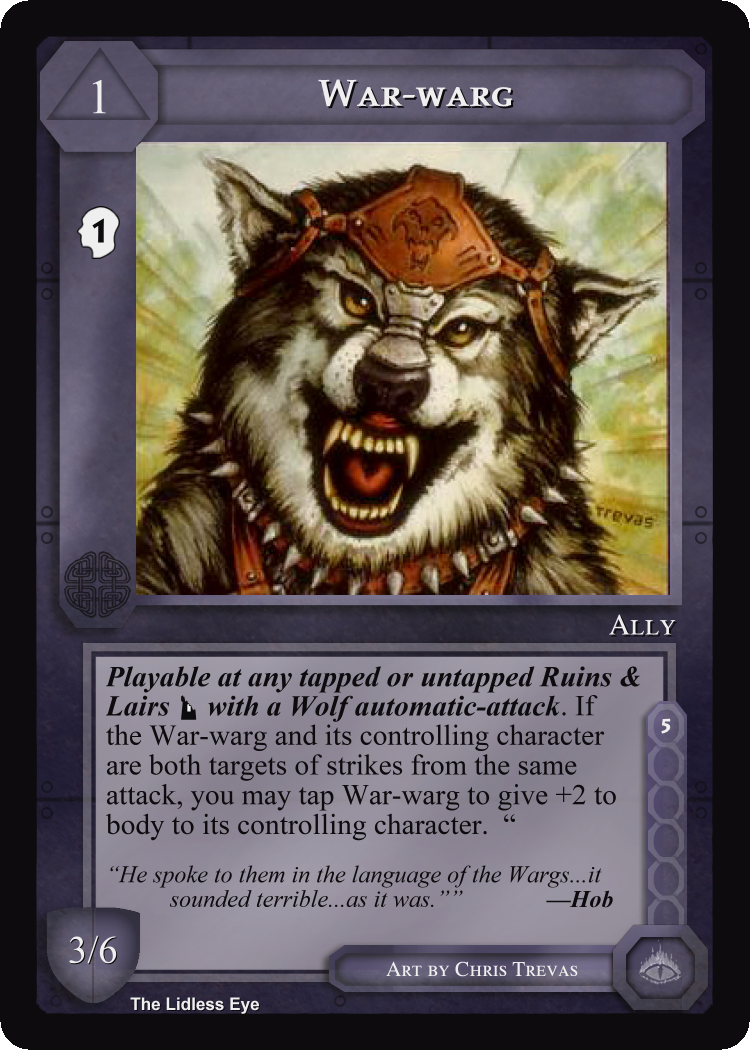 1
War-warg
1
Trevas
Ally
Playable at any tapped or untapped Ruins &
Lairs with a Wolf automatic-attack. If
the War-warg and its controlling character
are both targets of strikes from the same
attack, you may tap War-warg to give +2 to
body to its controlling character. “
5
“He spoke to them in the language of the Wargs...it
sounded terrible...as it was.”” —Hob
3/6
Art by Chris Trevas
The Lidless Eye